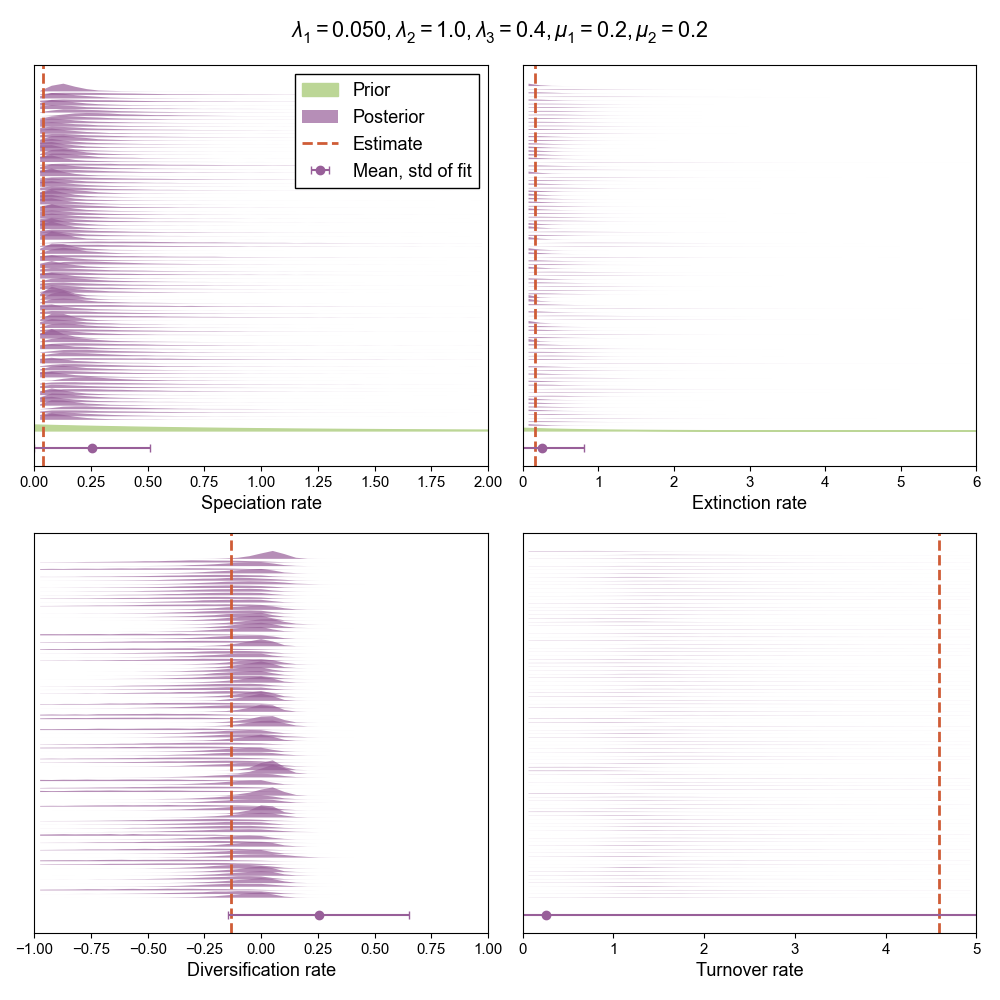 λ₁ = 0.050, λ₂ = 1.0, λ₃ = 0.4, μ₁ = 0.2, μ₂ = 0.2
Prior
Posterior
Estimate
Mean, std of fit
0.00 0.25 0.50 0.75 1.00 1.25 1.50 1.75 2.00
Speciation rate
0 1 2 3 4 5 6
Extinction rate
−1.00 −0.75 −0.50 −0.25 0.00 0.25 0.50 0.75 1.00
Diversification rate
0 1 2 3 4 5
Turnover rate